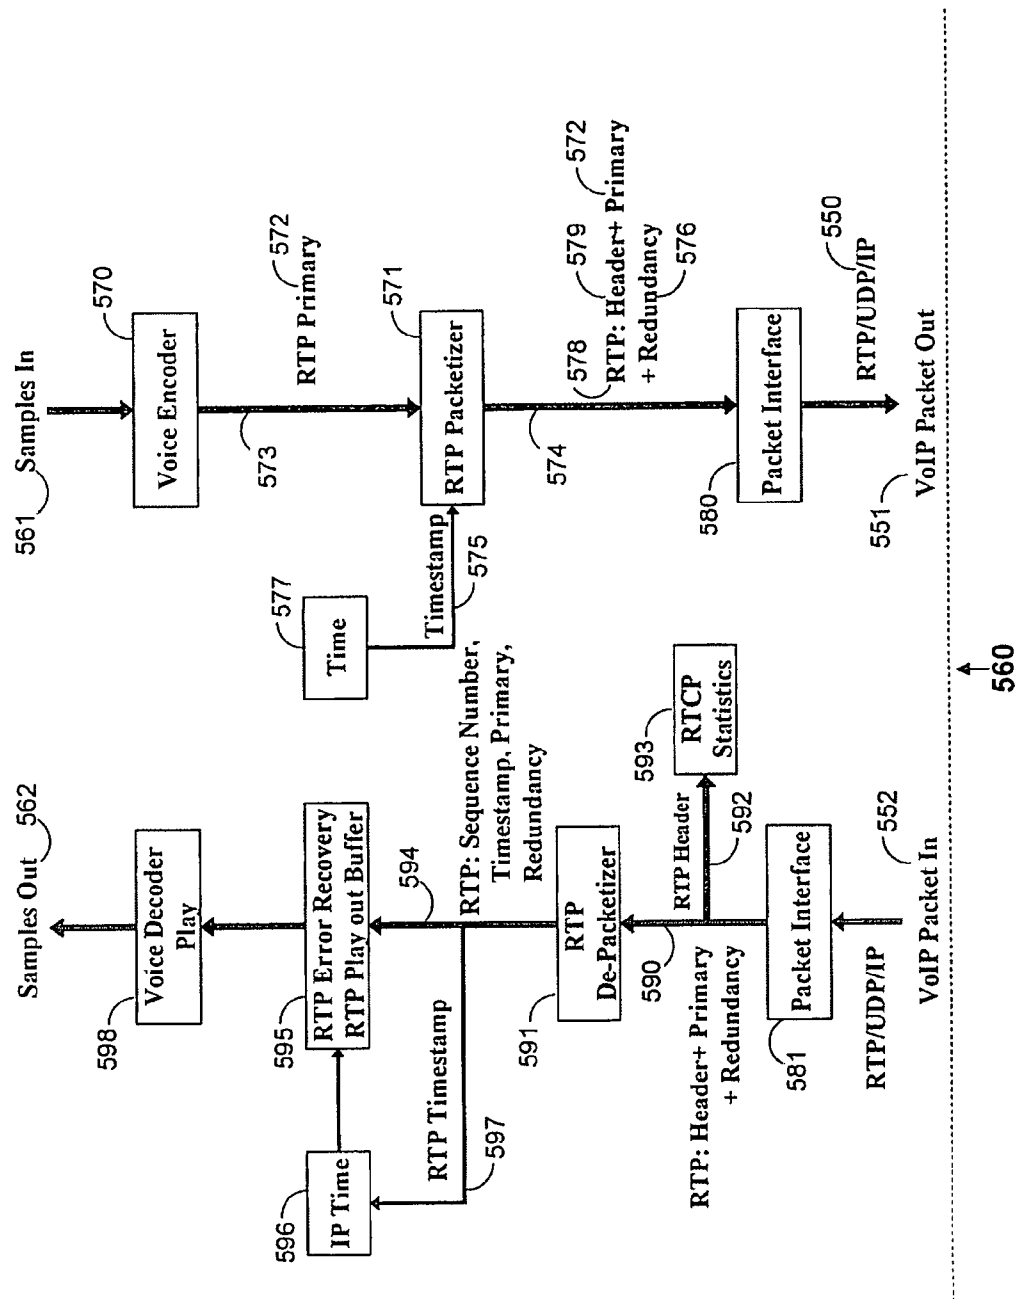 Samples Out 562
598 Voice Decoder
Play
595 RTP Error Recovery
RTP Play out Buffer
596 IP Time
RTP Timestamp
597
594
RTP: Sequence Number,
Timestamp, Primary,
Redundancy
591 RTP
De-Packetizer
590
RTP: Header+ Primary
+ Redundancy
RTP Header
592
593
RTCP
Statistics
581 Packet Interface
RTP/UDP/IP
552
VoIP Packet In
561 Samples In
570
Voice Encoder
573
572
RTP Primary
577
Time
Timestamp
575
571
RTP Packetizer
574
578
579
572
RTP: Header+ Primary
+ Redundancy
576
580
Packet Interface
550
RTP/UDP/IP
551
VoIP Packet Out
560